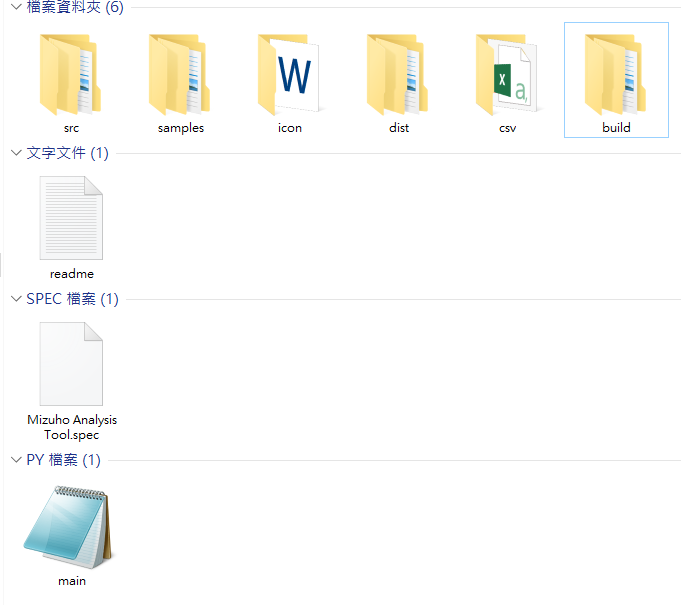 檔案資料夾 (6)
src
samples
W
icon
dist
X
a,
csv
build
文字文件 (1)
readme
SPEC 檔案 (1)
Mizuho Analysis
Tool.spec
PY 檔案 (1)
main